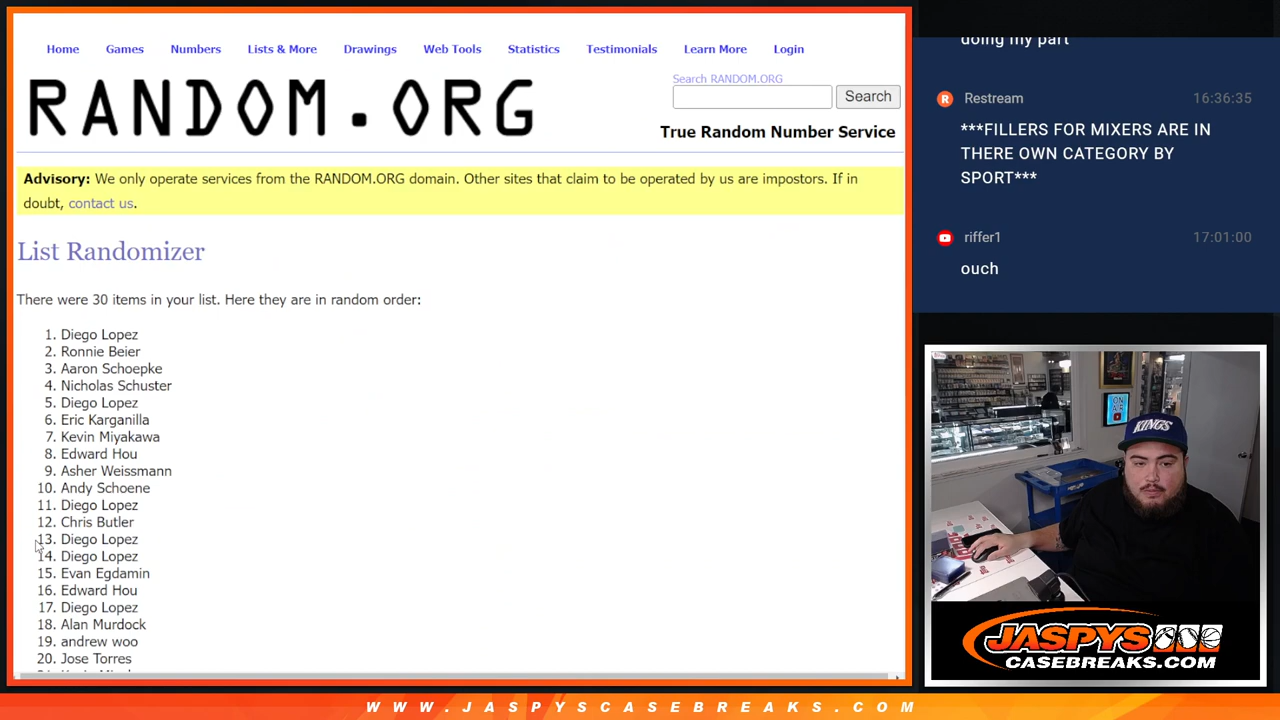 Home Games Numbers Lists & More Drawings Web Tools Statistics Testimonials Learn More Login
RANDOM.ORG
Search RANDOM.ORG
Search
True Random Number Service
Advisory: We only operate services from the RANDOM.ORG domain. Other sites that claim to be operated by us are impostors. If in
doubt, contact us.
List Randomizer
There were 30 items in your list. Here they are in random order:
1. Diego Lopez
2. Ronnie Beier
3. Aaron Schoepke
4. Nicholas Schuster
5. Diego Lopez
6. Eric Karganilla
7. Kevin Miyakawa
8. Edward Hou
9. Asher Weissmann
10. Andy Schoene
11. Diego Lopez
12. Chris Butler
13. Diego Lopez
14. Diego Lopez
15. Evan Egdamin
16. Edward Hou
17. Diego Lopez
18. Alan Murdock
19. andrew woo
20. Jose Torres
doing my part
Restream 16:36:35
***FILLERS FOR MIXERS ARE IN
THERE OWN CATEGORY BY
SPORT***
riffer1 17:01:00
ouch
ON
AIR
KINGS
JASPYS
CASEBREAKS.COM
WWW.JASPYSCASEBREAKS.COM